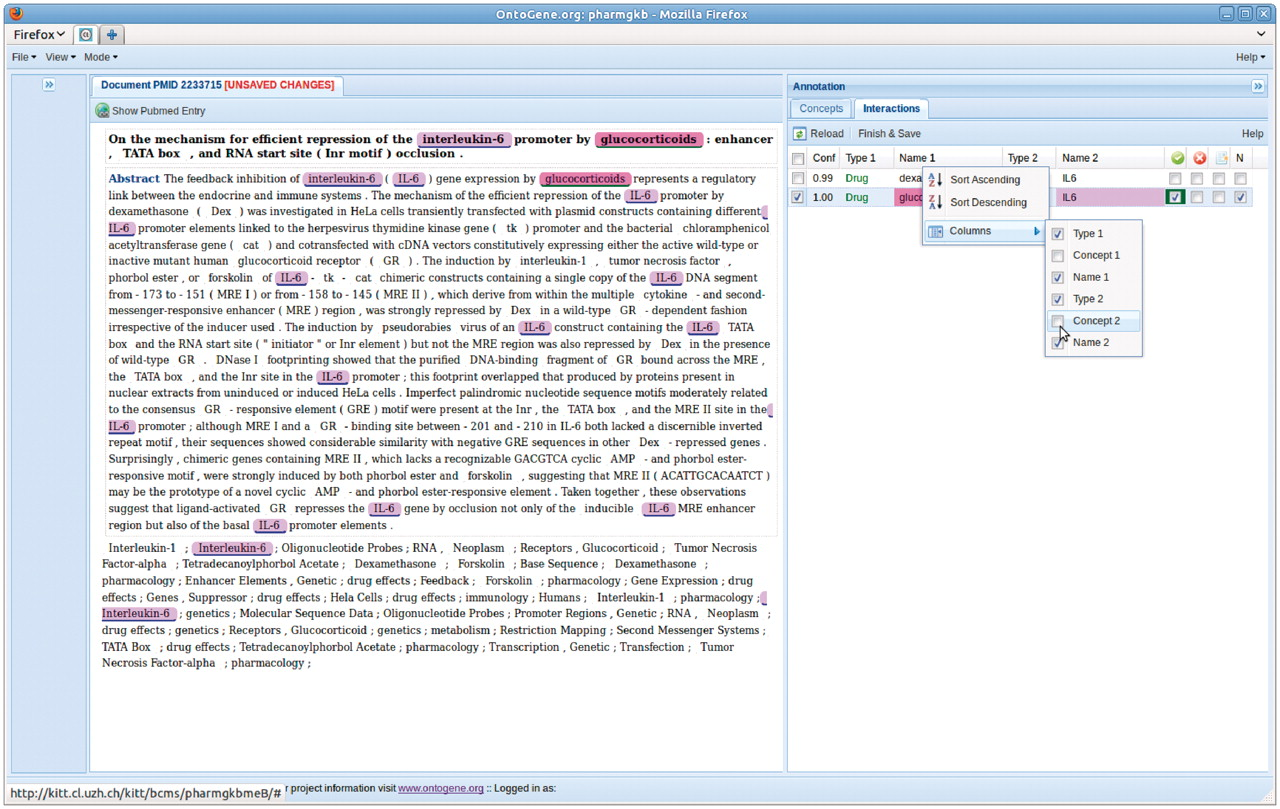 OntoGene.org: pharmgkb - Mozilla Firefox
Firefox
File View Mode Help
Document PMID 2233715 [UNSAVED CHANGES]
Show Pubmed Entry
On the mechanism for efficient repression of the interleukin-6 promoter by glucocorticoids : enhancer
, TATA box , and RNA start site ( Inr motif ) occlusion .
Abstract The feedback inhibition of interleukin-6 ( IL-6 ) gene expression by glucocorticoids represents a regulatory
link between the endocrine and immune systems . The mechanism of the efficient repression of the IL-6 promoter by
dexamethasone ( Dex ) was investigated in HeLa cells transiently transfected with plasmid constructs containing different
IL-6 promoter elements linked to the herpesvirus thymidine kinase gene ( tk ) promoter and the bacterial chloramphenicol
acetyltransferase gene ( cat ) and cotransfected with cDNA vectors constitutively expressing either the active wild-type or
inactive mutant human glucocorticoid receptor ( GR ) . The induction by interleukin-1 , tumor necrosis factor ,
phorbol ester , or forskolin of IL-6 - tk - cat chimeric constructs containing a single copy of the IL-6 DNA segment
from - 173 to - 151 ( MRE I ) or from - 158 to - 145 ( MRE II ) , which derive from within the multiple cytokine - and second-
messenger-responsive enhancer ( MRE ) region , was strongly repressed by Dex in a wild-type GR - dependent fashion
irrespective of the inducer used . The induction by pseudorabies virus of an IL-6 construct containing the IL-6 TATA
box and the RNA start site ( " initiator " or Inr element ) but not the MRE region was also repressed by Dex in the presence
of wild-type GR . DNase I footprinting showed that the purified DNA-binding fragment of GR bound across the MRE ,
the TATA box , and the Inr site in the IL-6 promoter ; this footprint overlapped that produced by proteins present in
nuclear extracts from uninduced or induced HeLa cells . Imperfect palindromic nucleotide sequence motifs moderately related
to the consensus GR - responsive element ( GRE ) motif were present at the Inr , the TATA box , and the MRE II site in the
IL-6 promoter ; although MRE I and a GR - binding site between - 201 and - 210 in IL-6 both lacked a discernible inverted
repeat motif , their sequences showed considerable similarity with negative GRE sequences in other Dex - repressed genes .
Surprisingly , chimeric genes containing MRE II , which lacks a recognizable GACGTCA cyclic AMP - and phorbol ester-
responsive motif , were strongly induced by both phorbol ester and forskolin , suggesting that MRE II ( ACATTGCACAATCT )
may be the prototype of a novel cyclic AMP - and phorbol ester-responsive element . Taken together , these observations
suggest that ligand-activated GR represses the IL-6 gene by occlusion not only of the inducible IL-6 MRE enhancer
region but also of the basal IL-6 promoter elements .
Interleukin-1 ; Interleukin-6 ; Oligonucleotide Probes ; RNA , Neoplasm ; Receptors , Glucocorticoid ; Tumor Necrosis
Factor-alpha ; Tetradecanoylphorbol Acetate ; Dexamethasone ; Forskolin ; Base Sequence ; Dexamethasone ;
pharmacology ; Enhancer Elements , Genetic ; drug effects ; Feedback ; Forskolin ; pharmacology ; Gene Expression ; drug
effects ; Genes , Suppressor ; drug effects ; Hela Cells ; drug effects ; immunology ; Humans ; Interleukin-1 ; pharmacology ;
Interleukin-6 ; genetics ; Molecular Sequence Data ; Oligonucleotide Probes ; Promoter Regions , Genetic ; RNA , Neoplasm ;
drug effects ; genetics ; Receptors , Glucocorticoid ; genetics ; metabolism ; Restriction Mapping ; Second Messenger Systems ;
TATA Box ; drug effects ; Tetradecanoylphorbol Acetate ; pharmacology ; Transcription , Genetic ; Transfection ; Tumor
Necrosis Factor-alpha ; pharmacology ;
Annotation
Concepts Interactions
Reload Finish & Save Help
Conf Type 1 Name 1 Type 2 Name 2 N
0.99 Drug dexa IL6
1.00 Drug gluco IL6
Sort Ascending
Sort Descending
Columns
Type 1
Concept 1
Name 1
Type 2
Concept 2
Name 2
http://kitt.cl.uzh.ch/kitt/bcms/pharmgkbmeB/# r project information visit www.ontogene.org :: Logged in as: